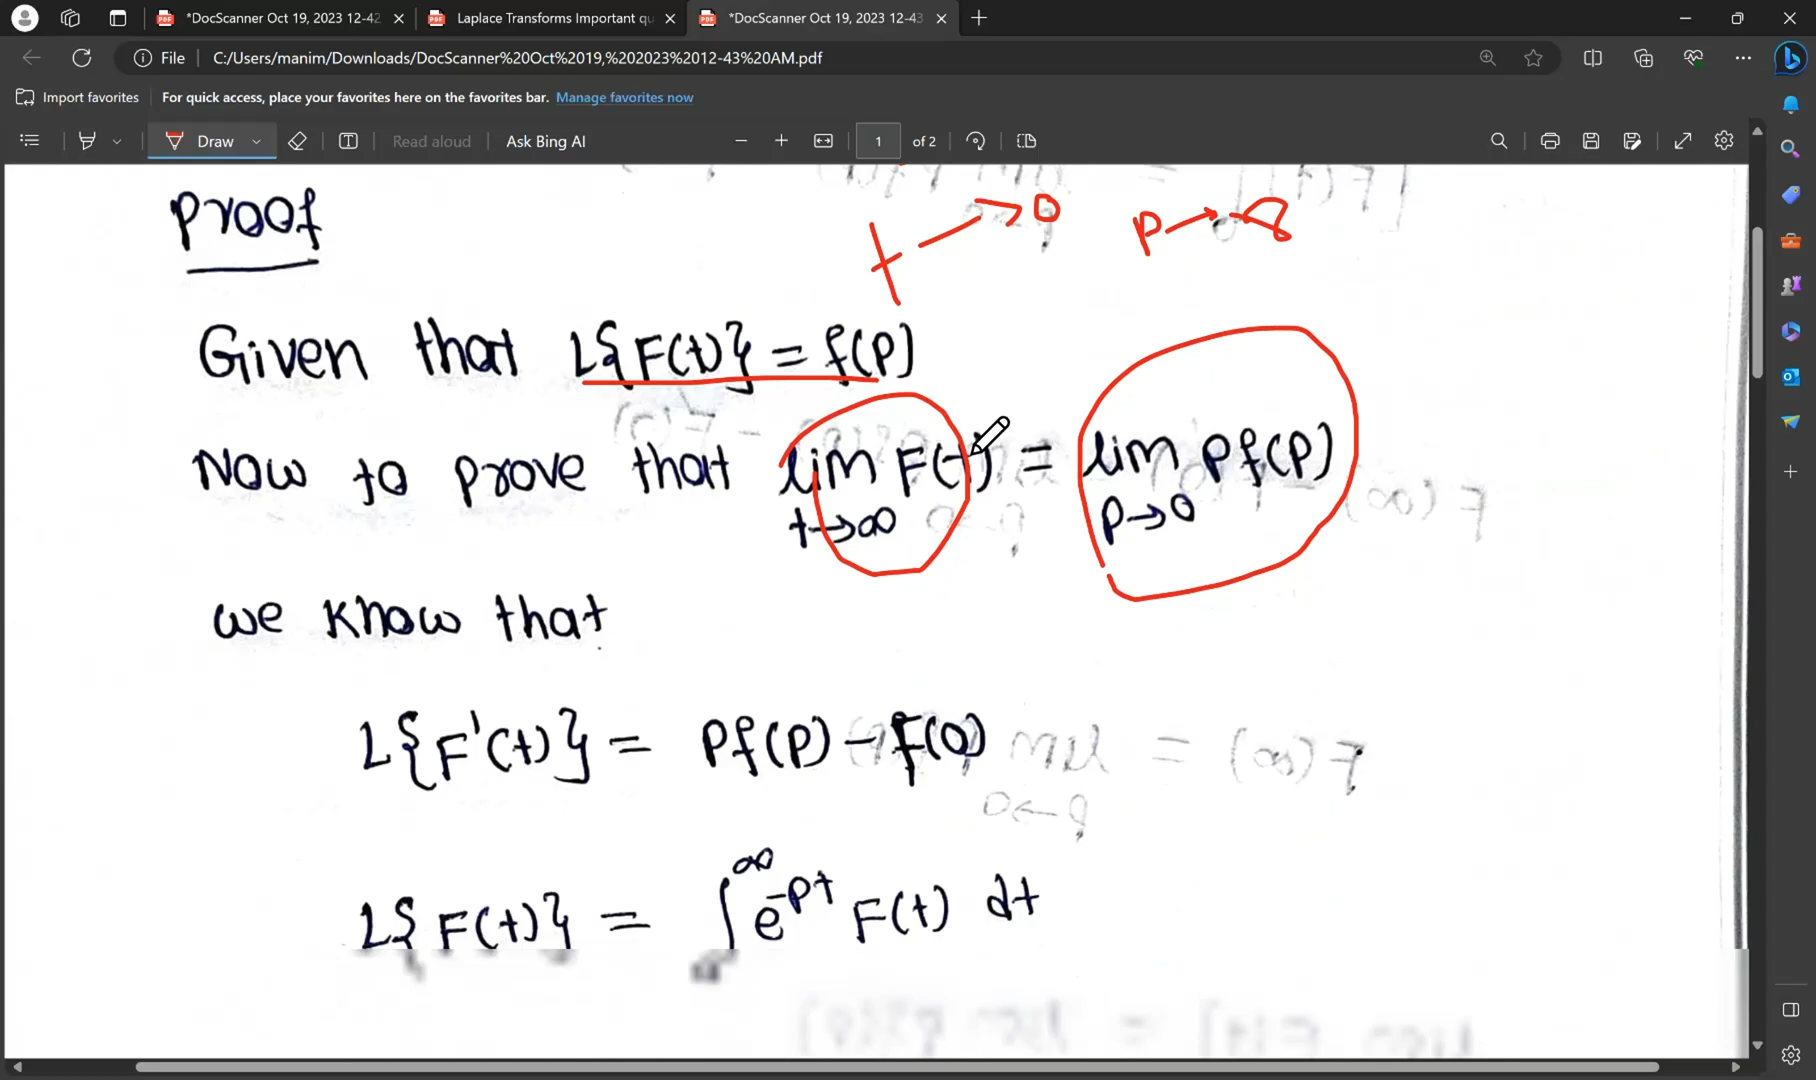 *DocScanner Oct 19, 2023 12-42
Laplace Transforms Important qu
*DocScanner Oct 19, 2023 12-43
File
C:/Users/manim/Downloads/DocScanner%20Oct%2019,%202023%2012-43%20AM.pdf
Import favorites
For quick access, place your favorites here on the favorites bar. Manage favorites now
Draw
Read aloud
Ask Bing AI
1 of 2
Proof
t → 0 P → ∞
Given that L{F(t)} = f(P)
Now to prove that lim F(t) = lim Pf(P)
t→∞ P→0
we know that
L{F'(t)} = Pf(P) - F(0)
L{F(t)} = ∫ ∞ e^-Pt F(t) dt